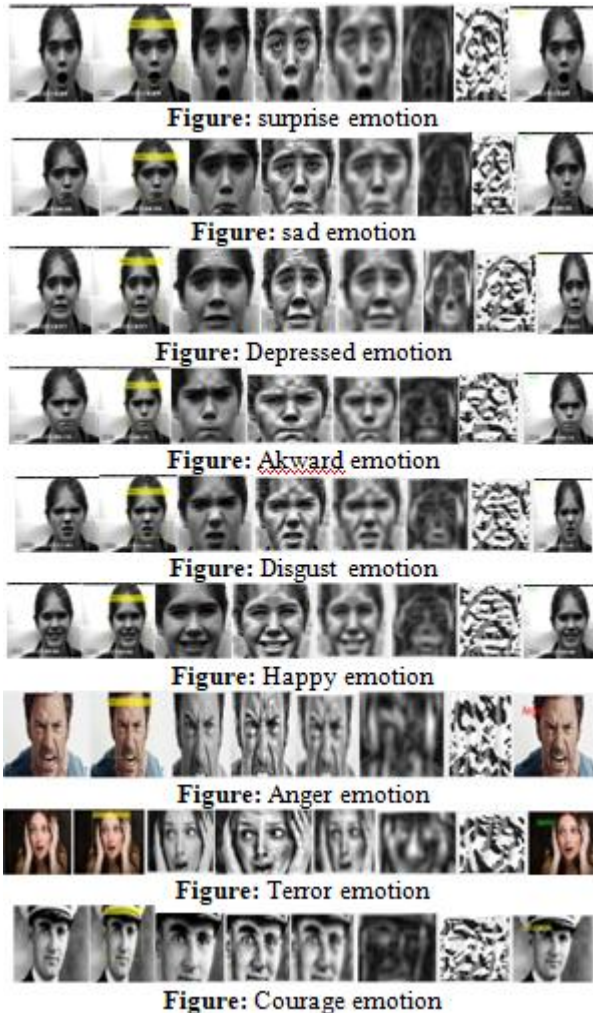 Figure: surprise emotion
Figure: sad emotion
Figure: Depressed emotion
Figure: Akward emotion
Figure: Disgust  emotion
Figure: Happy emotion
Figure: Anger emotion
Figure: Terror emotion
Figure: Courage emotion